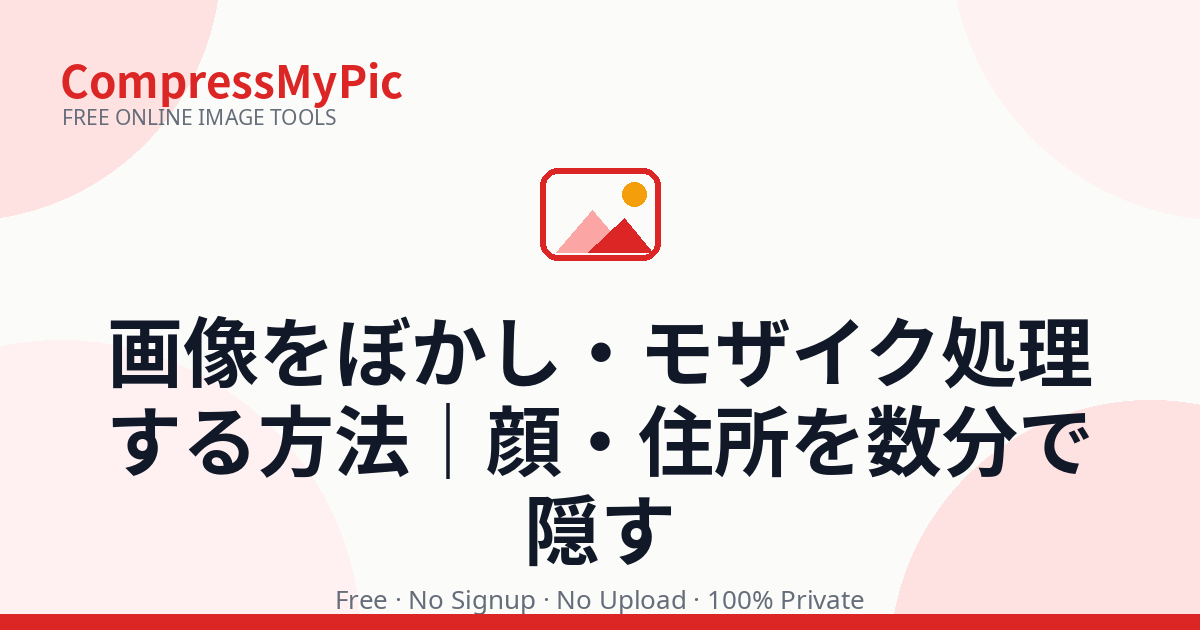 CompressMyPic
FREE ONLINE IMAGE TOOLS
画像をぼかし・モザイク処理
する方法｜顔・住所を数分で
隠す
Free · No Signup · No Upload · 100% Private